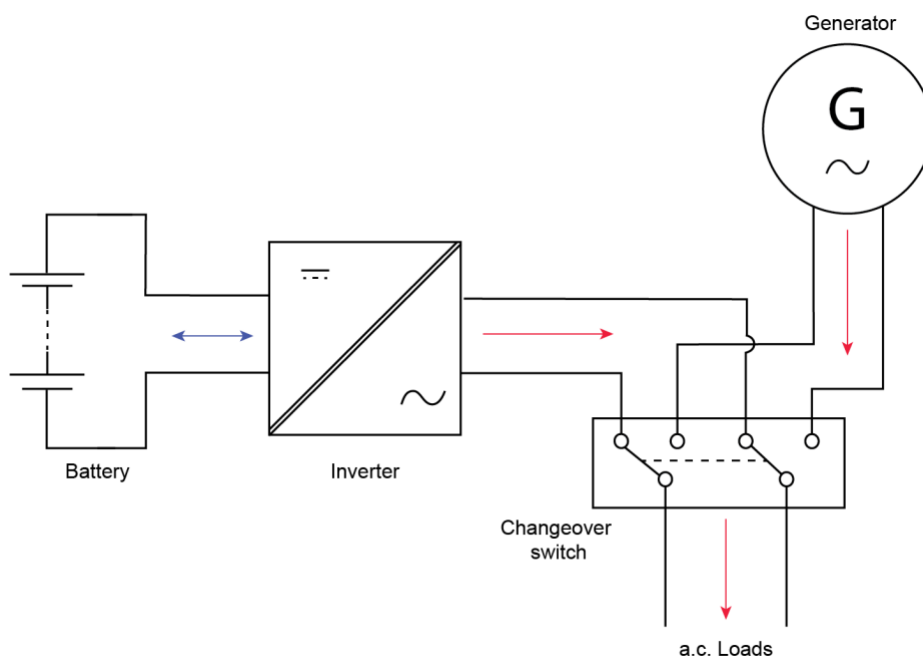 Generator
G
Battery
Inverter
Changeover
switch
a.c. Loads